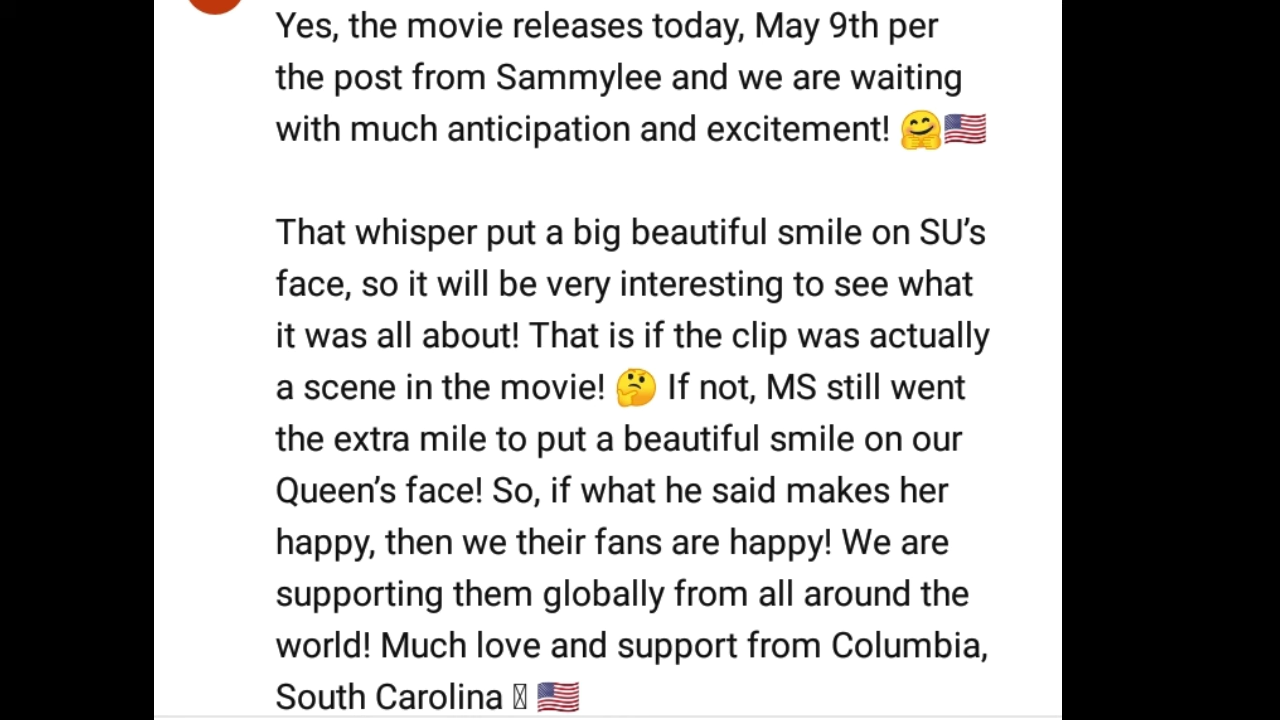 Yes, the movie releases today, May 9th per
the post from Sammylee and we are waiting
with much anticipation and excitement! 🤗🇺🇸
That whisper put a big beautiful smile on SU’s
face, so it will be very interesting to see what
it was all about! That is if the clip was actually
a scene in the movie! 🤔 If not, MS still went
the extra mile to put a beautiful smile on our
Queen’s face! So, if what he said makes her
happy, then we their fans are happy! We are
supporting them globally from all around the
world! Much love and support from Columbia,
South Carolina 🇺🇸